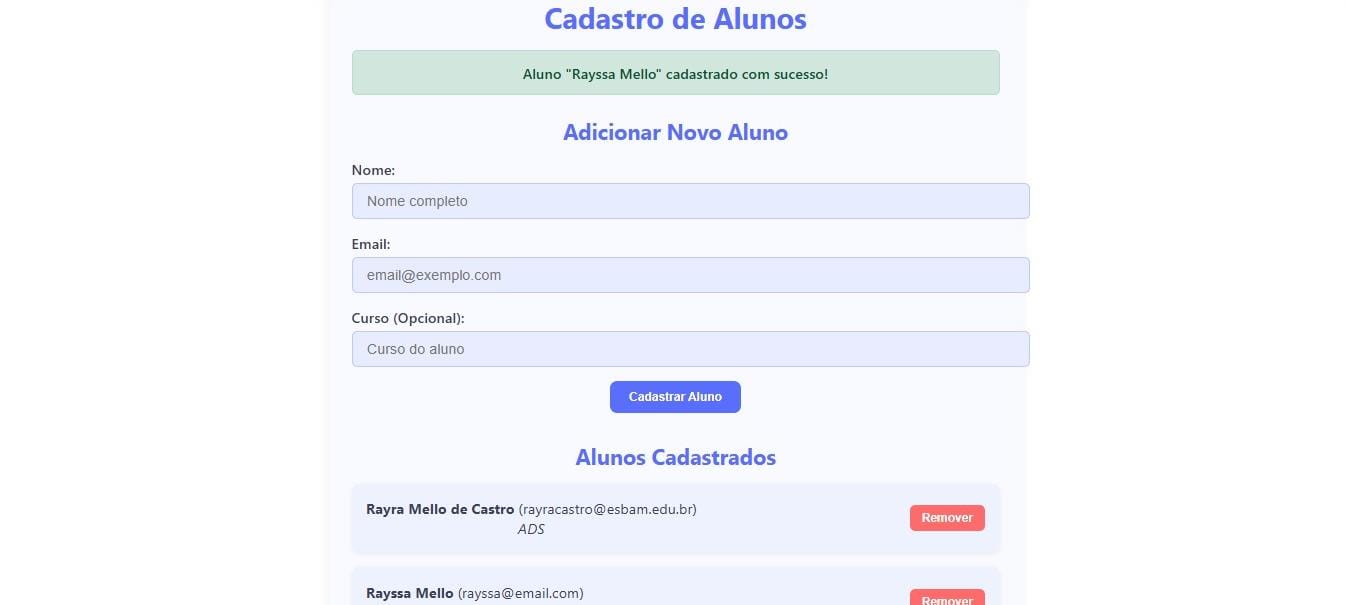 Cadastro de Alunos
Aluno "Rayssa Mello" cadastrado com sucesso!
Adicionar Novo Aluno
Nome:
Nome completo
Email:
email@exemplo.com
Curso (Opcional):
Curso do aluno
Cadastrar Aluno
Alunos Cadastrados
Rayra Mello de Castro (rayracastro@esbam.edu.br)
ADS
Remover
Rayssa Mello (rayssa@email.com)
Remover